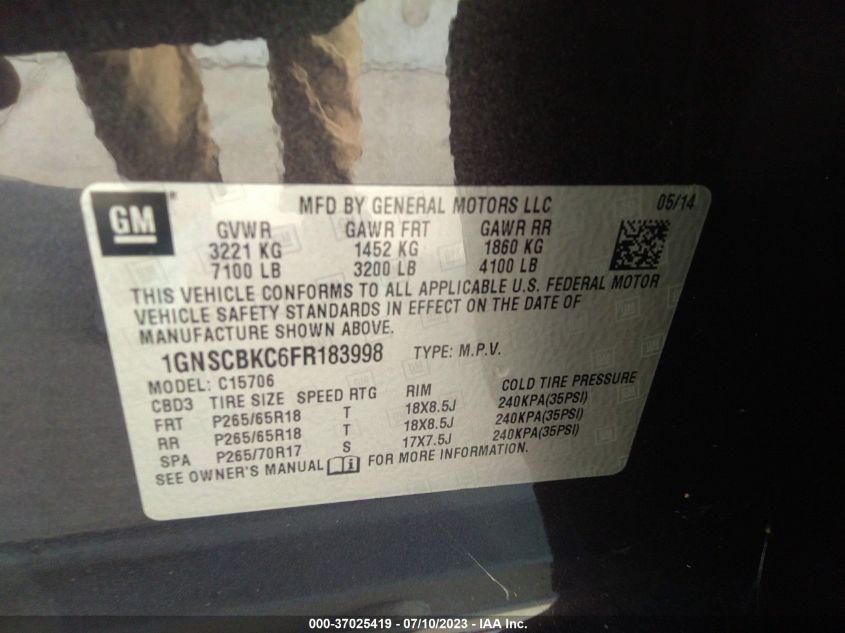 GM ®
MFD BY GENERAL MOTORS LLC 05/14
GVWR GAWR FRT GAWR RR
3221 KG 1452 KG 1860 KG
7100 LB 3200 LB 4100 LB
THIS VEHICLE CONFORMS TO ALL APPLICABLE U.S. FEDERAL MOTOR
VEHICLE SAFETY STANDARDS IN EFFECT ON THE DATE OF
MANUFACTURE SHOWN ABOVE.
1GNSCBKC6FR183998 TYPE: M.P.V.
MODEL: C15706
CBD3 TIRE SIZE SPEED RTG RIM COLD TIRE PRESSURE
FRT P265/65R18 T 18X8.5J 240KPA(35PSI)
RR P265/65R18 T 18X8.5J 240KPA(35PSI)
SPA P265/70R17 S 17X7.5J 240KPA(35PSI)
SEE OWNER'S MANUAL FOR MORE INFORMATION.
000-37025419 - 07/10/2023 - IAA Inc.